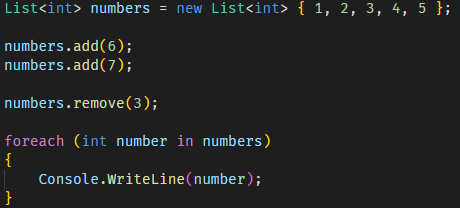 List<int> numbers = new List<int> { 1, 2, 3, 4, 5 };
numbers.add(6);
numbers.add(7);
numbers.remove(3);
foreach (int number in numbers)
{
Console.WriteLine(number);
}